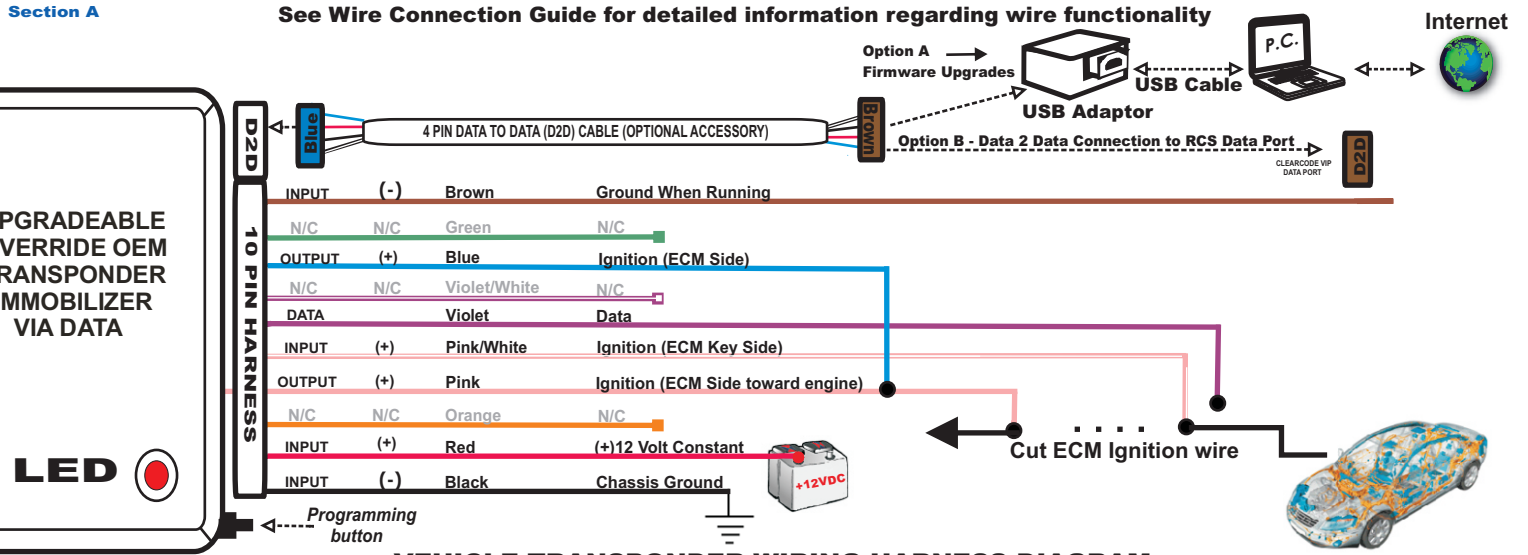 Section A
See Wire Connection Guide for detailed information regarding wire functionality
Internet
Option A
Firmware Upgrades
P.C.
USB Cable
USB Adaptor
D2D
Blue
4 PIN DATA TO DATA (D2D) CABLE (OPTIONAL ACCESSORY)
Brown
Option B - Data 2 Data Connection to RCS Data Port
CLEARCODE VIP
DATA PORT
D2D
10 PIN HARNESS
INPUT (-) Brown Ground When Running
N/C N/C Green N/C
OUTPUT (+) Blue Ignition (ECM Side)
N/C N/C Violet/White N/C
DATA Violet Data
INPUT (+) Pink/White Ignition (ECM Key Side)
OUTPUT (+) Pink Ignition (ECM Side toward engine)
N/C N/C Orange N/C
INPUT (+) Red (+)12 Volt Constant
INPUT (-) Black Chassis Ground
PGRADEABLE
VERRIDE OEM
RANSPONDER
MMOBILIZER
VIA DATA
LED
+12VDC
Cut ECM Ignition wire
Programming
button
VEHICLE TRANSPONDER WIRING HARNESS DIAGRAM